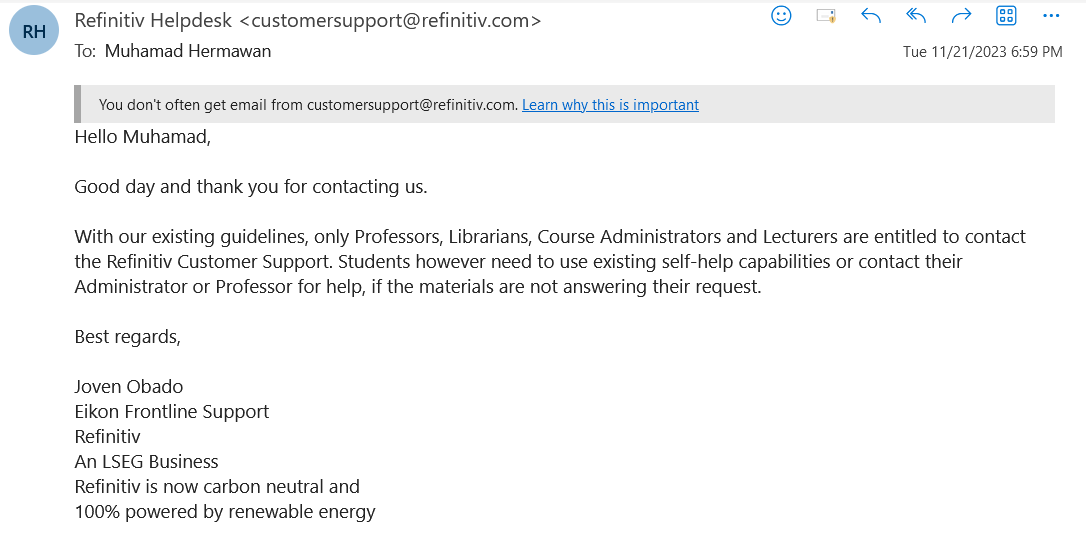 RH
Refinitiv Helpdesk <customersupport@refinitiv.com>
To: Muhamad Hermawan
Tue 11/21/2023 6:59 PM
You don't often get email from customersupport@refinitiv.com. Learn why this is important
Hello Muhamad,
Good day and thank you for contacting us.
With our existing guidelines, only Professors, Librarians, Course Administrators and Lecturers are entitled to contact
the Refinitiv Customer Support. Students however need to use existing self-help capabilities or contact their
Administrator or Professor for help, if the materials are not answering their request.
Best regards,
Joven Obado
Eikon Frontline Support
Refinitiv
An LSEG Business
Refinitiv is now carbon neutral and
100% powered by renewable energy